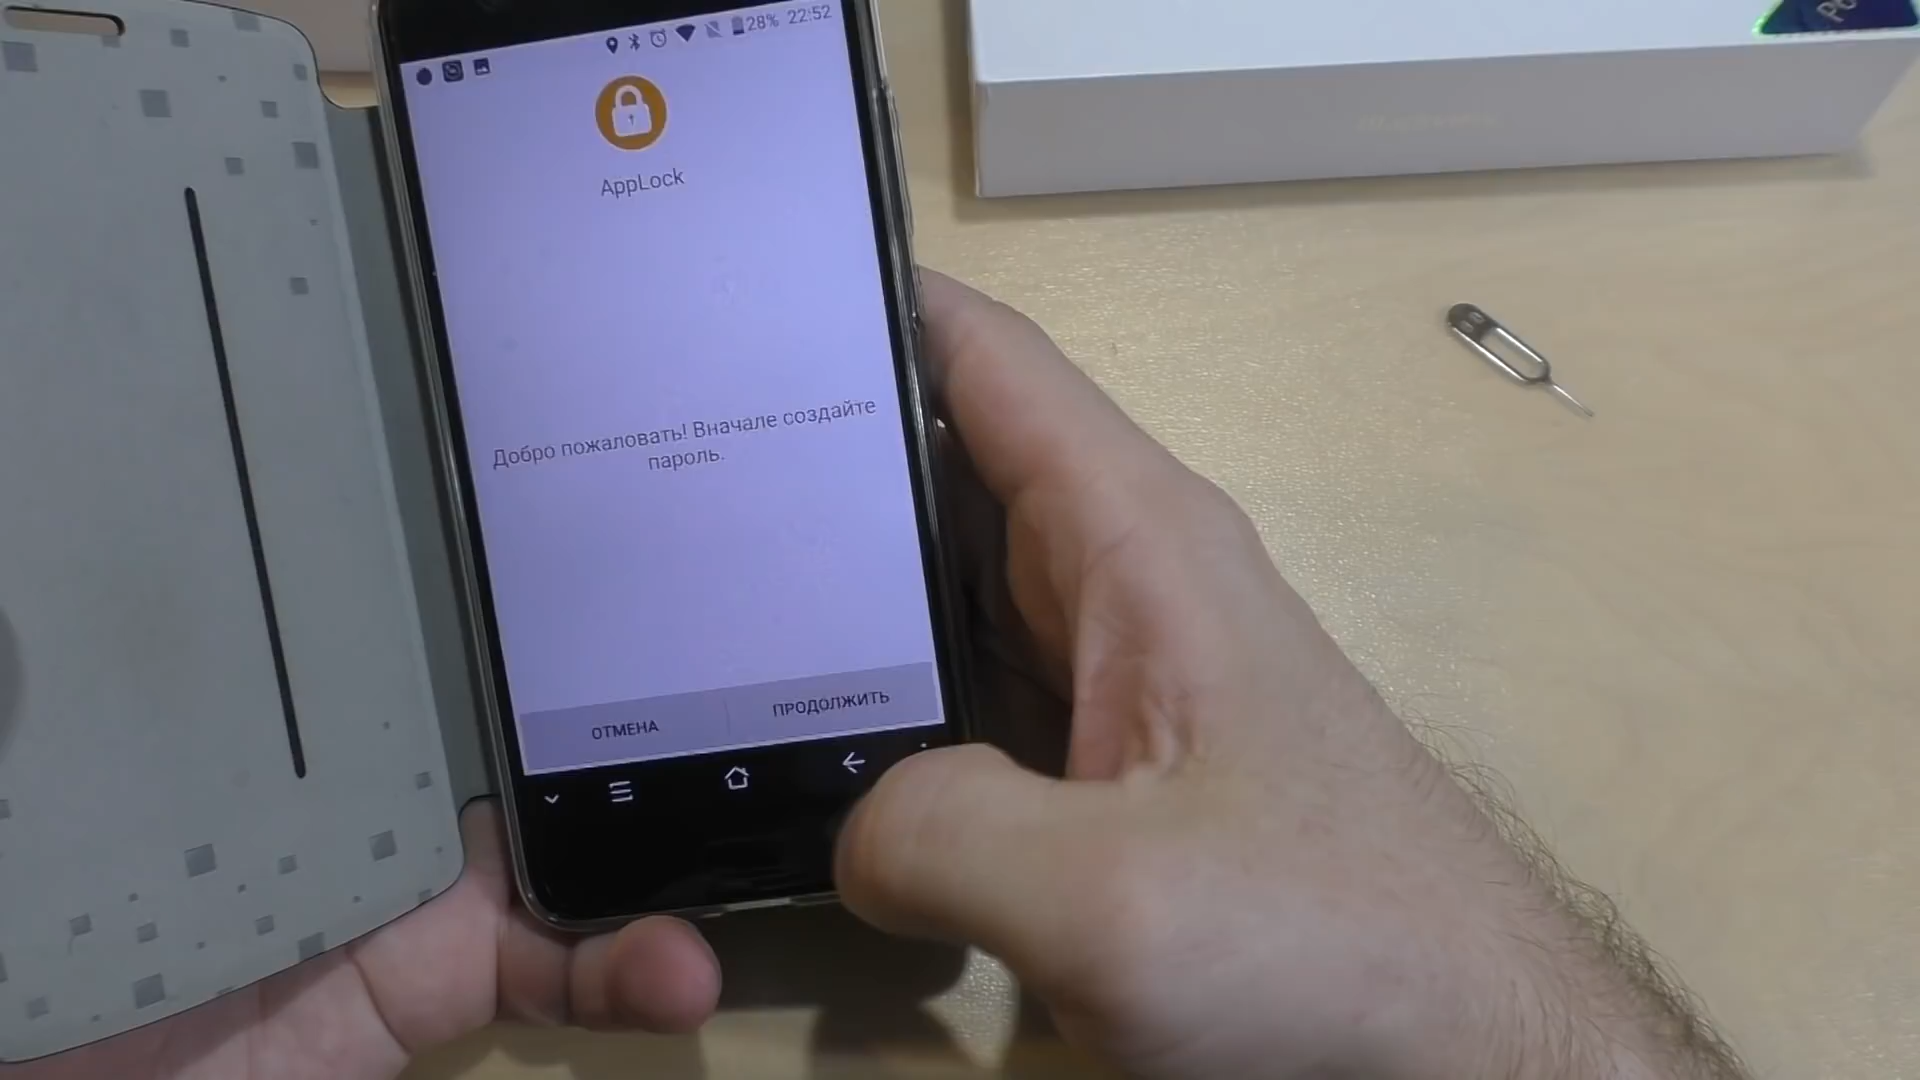 28% 22:52
AppLock
Добро пожаловать! Вначале создайте
пароль.
ОТМЕНА
ПРОДОЛЖИТЬ